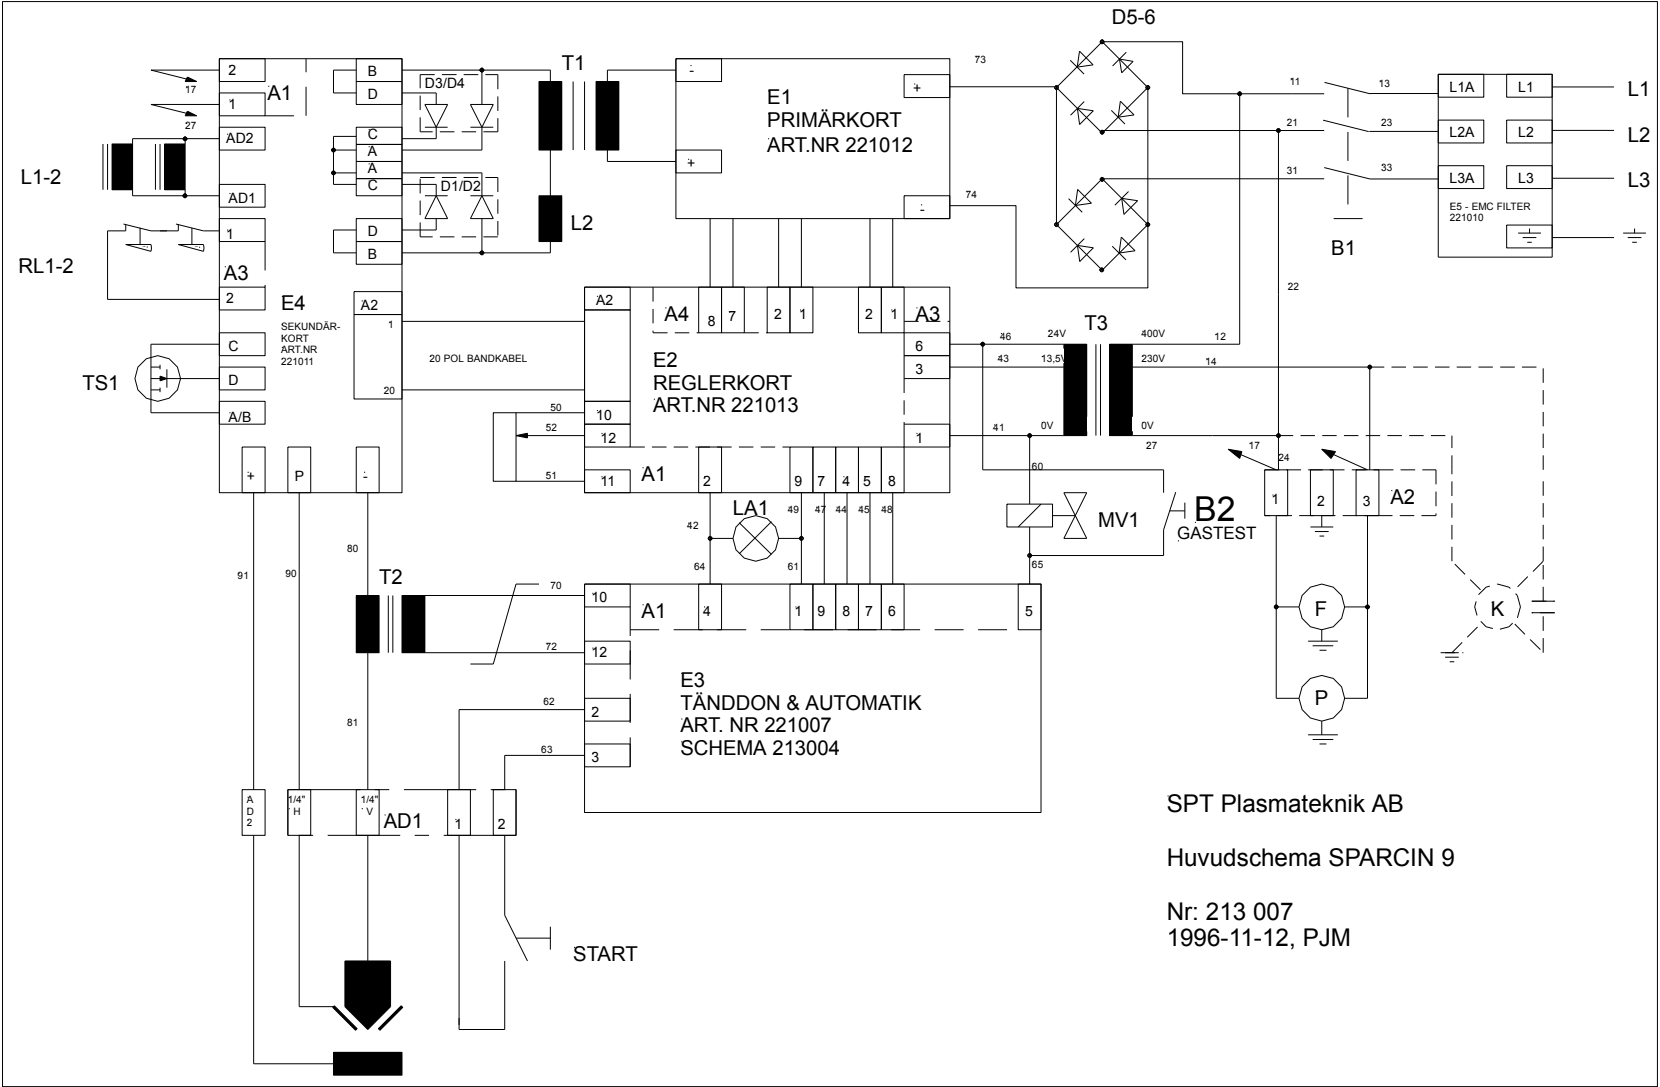 D5-6
T1
2
17
1
27
A1
AD2
L1-2
AD1
1
RL1-2
A3
2
E4
SEKUNDÄR-
KORT
ART.NR
221011
C
TS1
D
A/B
+
P
-
B
D
C
A
A
C
D
B
D3/D4
D1/D2
A2
1
20
20 POL BANDKABEL
L2
-
+
E1
PRIMÄRKORT
ART.NR 221012
+
-
73
74
11
13
21
23
31
33
B1
L1A
L1
L1
L2A
L2
L2
L3A
L3
L3
E5 - EMC FILTER
221010
22
A2
A4
8
7
2
1
2
1
A3
E2
REGLERKORT
ART.NR 221013
6
3
1
10
12
11
50
52
51
A1
2
9
7
4
5
8
46
43
41
24V
13,5V
0V
T3
400V
230V
0V
12
14
27
17
24
1
2
3
A2
60
MV1
B2
GASTEST
65
LA1
42
49
47
44
45
48
64
61
F
P
K
80
91
90
T2
70
72
81
62
63
10
12
2
3
A1
4
1
9
8
7
6
5
E3
TÄNDDON & AUTOMATIK
ART. NR 221007
SCHEMA 213004
A
D
2
1/4"
H
1/4"
V
AD1
1
2
START
SPT Plasmateknik AB
Huvudschema SPARCIN 9
Nr: 213 007
1996-11-12, PJM